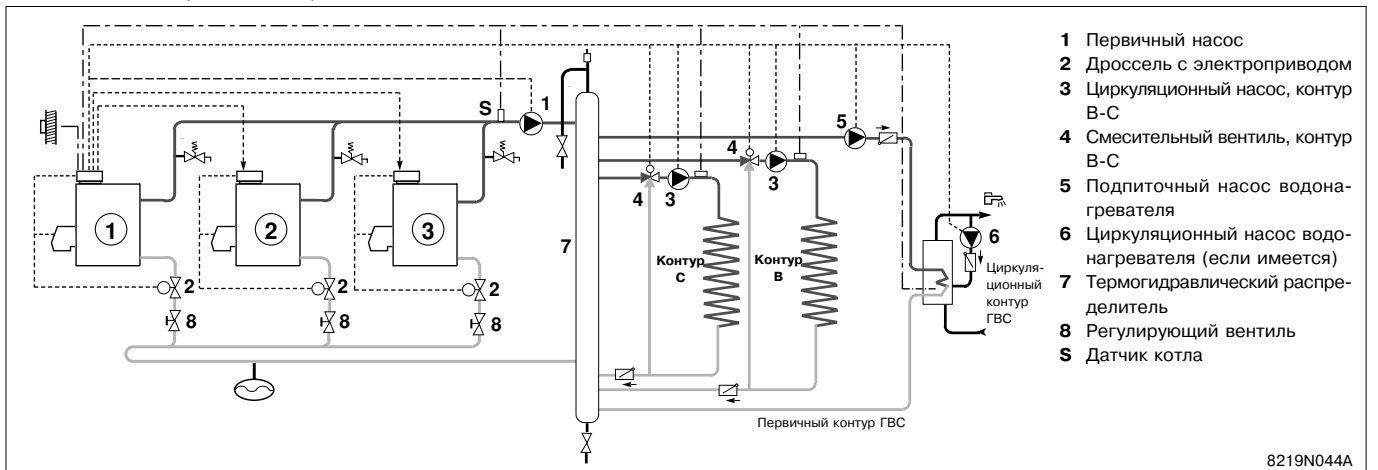 1 Первичный насос
2 Дроссель с электроприводом
3 Циркуляционный насос, контур
В-С
4 Смесительный вентиль, контур
В-С
5 Подпиточный насос водона-
гревателя
6 Циркуляционный насос водо-
нагревателя (если имеется)
7 Термогидравлический распре-
делитель
8 Регулирующий вентиль
S Датчик котла
S
1
5
4
3
4
3
1
2
3
7
6
Контур
С
Контур
В
Циркуля-
ционный
контур
ГВС
2
2
2
8
8
8
Первичный контур ГВС
8219N044A